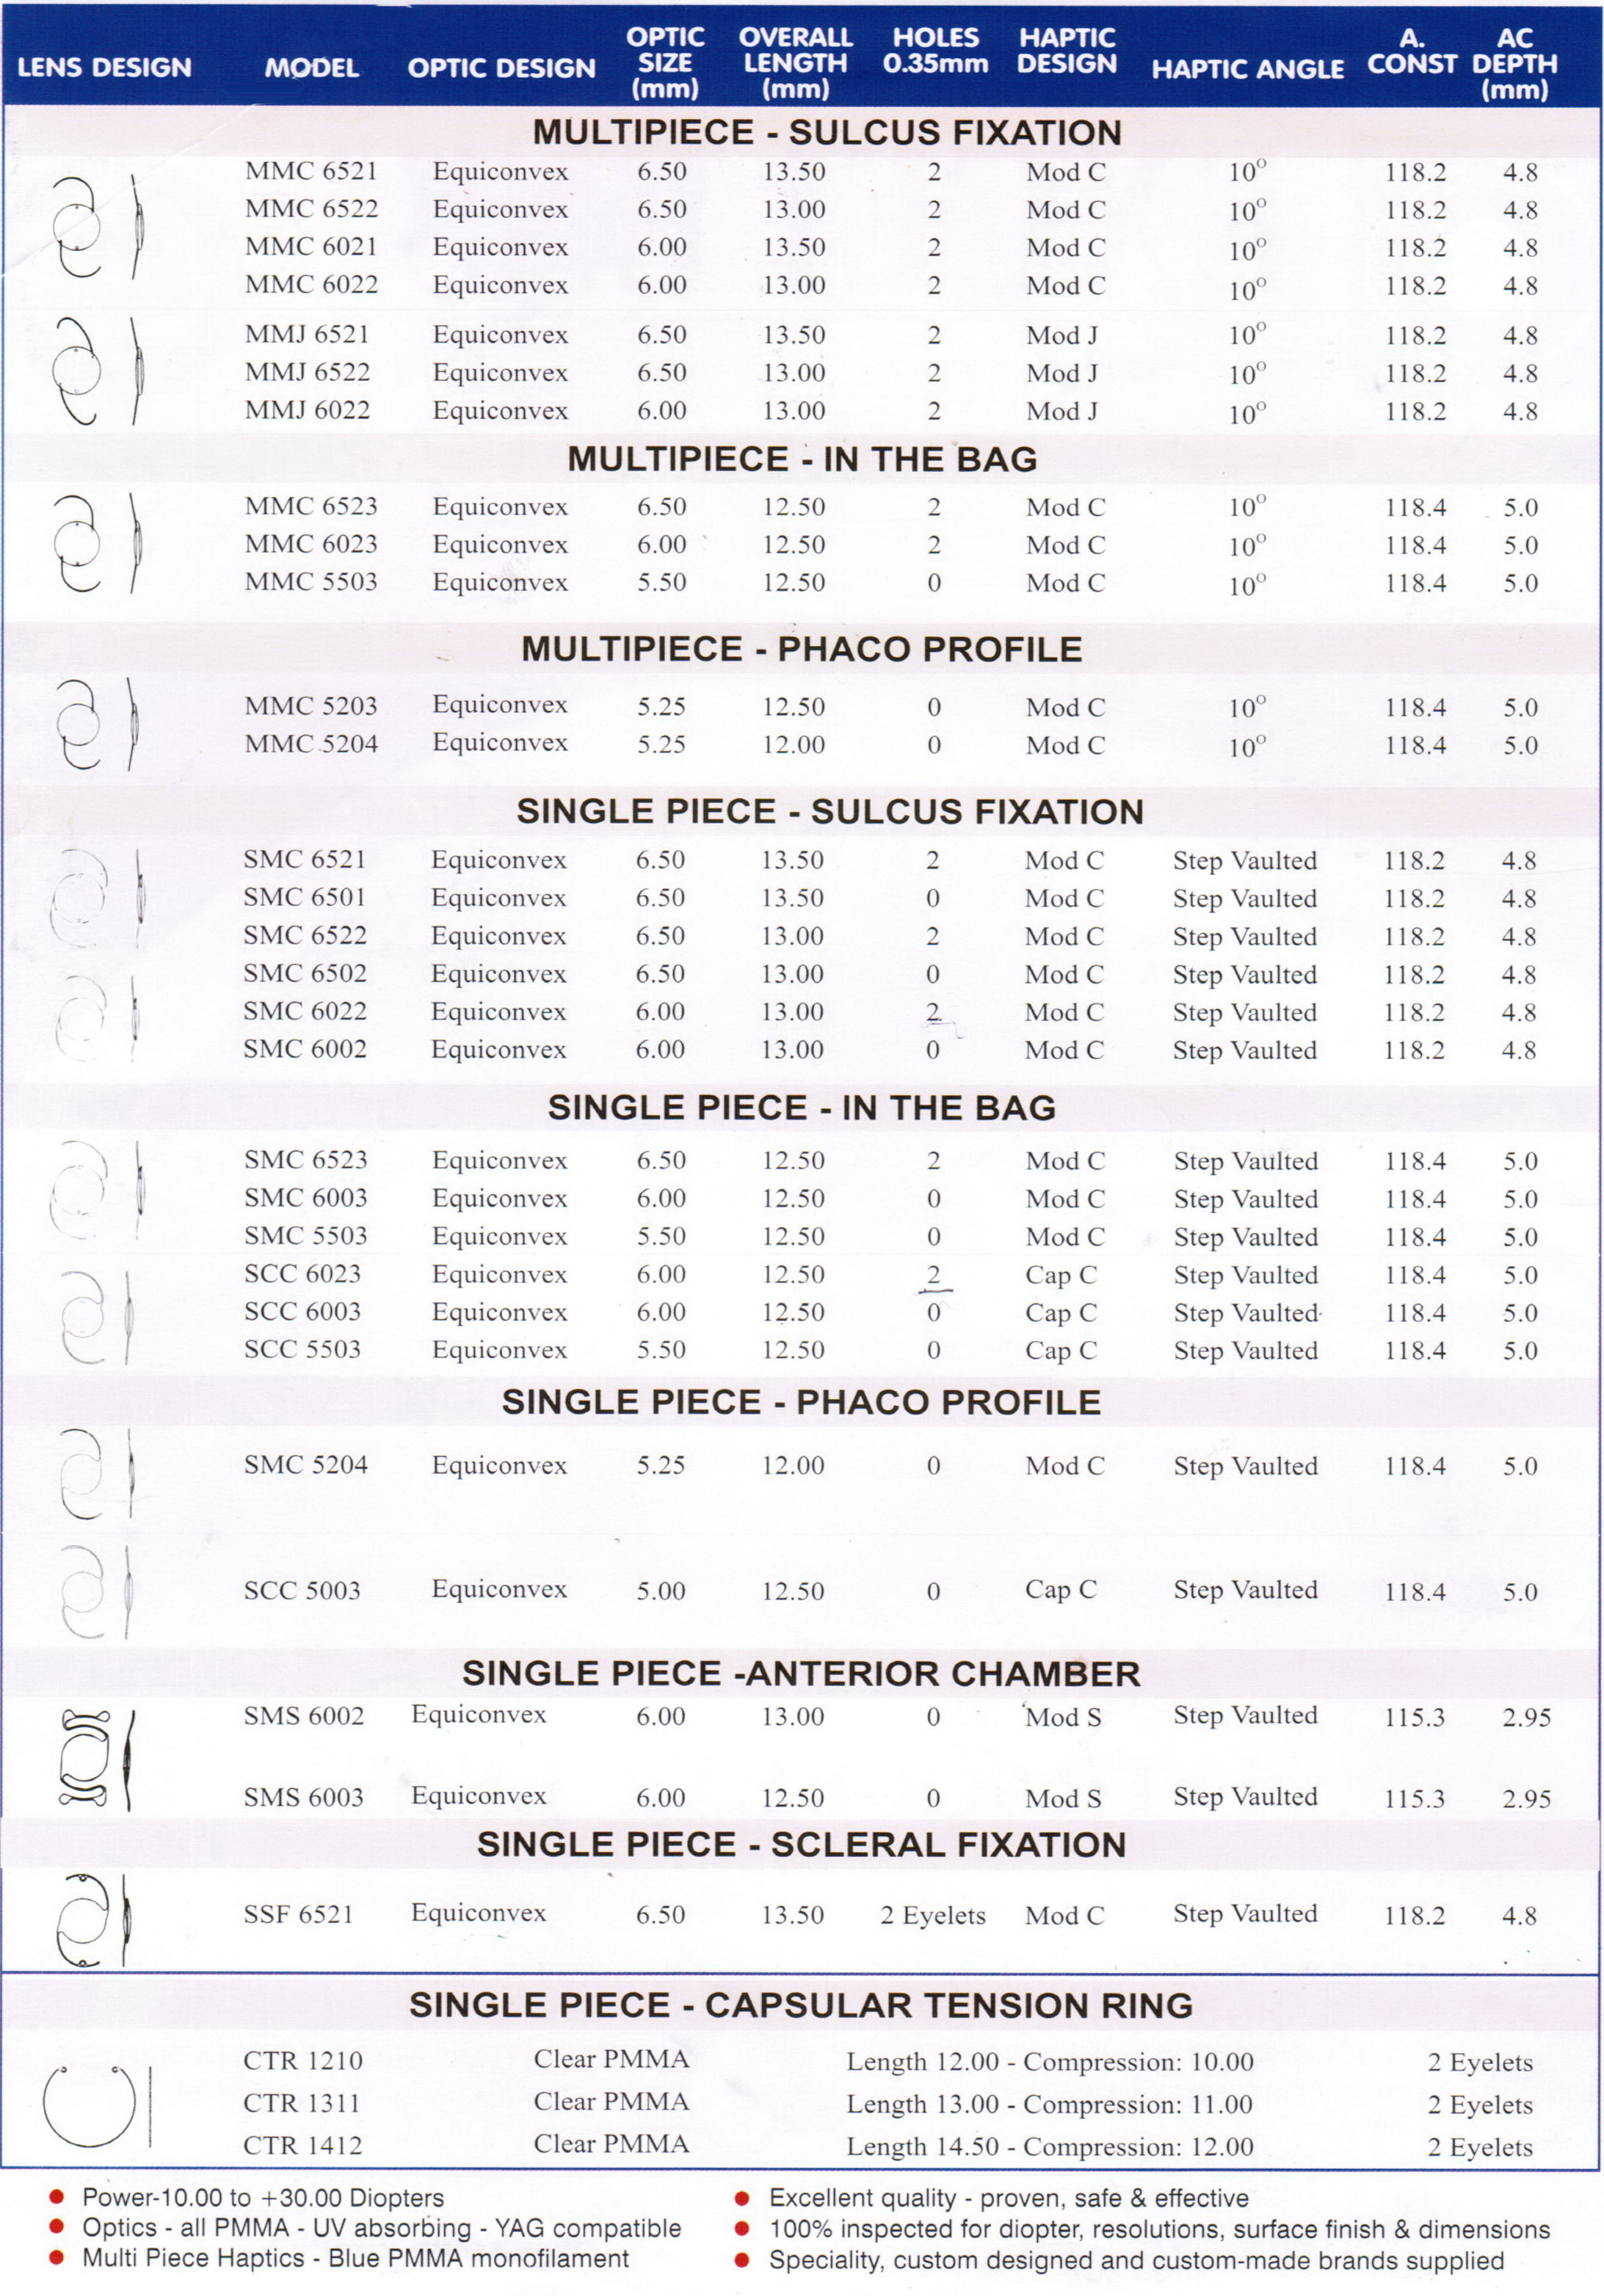 LENS DESIGN MODEL OPTIC DESIGN OPTIC SIZE (mm) OVERALL LENGTH (mm) HOLES 0.35mm HAPTIC DESIGN HAPTIC ANGLE A. CONST AC DEPTH (mm)
MULTIPIECE - SULCUS FIXATION
MMC 6521 Equiconvex 6.50 13.50 2 Mod C 10° 118.2 4.8
MMC 6522 Equiconvex 6.50 13.00 2 Mod C 10° 118.2 4.8
MMC 6021 Equiconvex 6.00 13.50 2 Mod C 10° 118.2 4.8
MMC 6022 Equiconvex 6.00 13.00 2 Mod C 10° 118.2 4.8
MMJ 6521 Equiconvex 6.50 13.50 2 Mod J 10° 118.2 4.8
MMJ 6522 Equiconvex 6.50 13.00 2 Mod J 10° 118.2 4.8
MMJ 6022 Equiconvex 6.00 13.00 2 Mod J 10° 118.2 4.8
MULTIPIECE - IN THE BAG
MMC 6523 Equiconvex 6.50 12.50 2 Mod C 10° 118.4 5.0
MMC 6023 Equiconvex 6.00 12.50 2 Mod C 10° 118.4 5.0
MMC 5503 Equiconvex 5.50 12.50 0 Mod C 10° 118.4 5.0
MULTIPIECE - PHACO PROFILE
MMC 5203 Equiconvex 5.25 12.50 0 Mod C 10° 118.4 5.0
MMC 5204 Equiconvex 5.25 12.00 0 Mod C 10° 118.4 5.0
SINGLE PIECE - SULCUS FIXATION
SMC 6521 Equiconvex 6.50 13.50 2 Mod C Step Vaulted 118.2 4.8
SMC 6501 Equiconvex 6.50 13.50 0 Mod C Step Vaulted 118.2 4.8
SMC 6522 Equiconvex 6.50 13.00 2 Mod C Step Vaulted 118.2 4.8
SMC 6502 Equiconvex 6.50 13.00 0 Mod C Step Vaulted 118.2 4.8
SMC 6022 Equiconvex 6.00 13.00 2 Mod C Step Vaulted 118.2 4.8
SMC 6002 Equiconvex 6.00 13.00 0 Mod C Step Vaulted 118.2 4.8
SINGLE PIECE - IN THE BAG
SMC 6523 Equiconvex 6.50 12.50 2 Mod C Step Vaulted 118.4 5.0
SMC 6003 Equiconvex 6.00 12.50 0 Mod C Step Vaulted 118.4 5.0
SMC 5503 Equiconvex 5.50 12.50 0 Mod C Step Vaulted 118.4 5.0
SCC 6023 Equiconvex 6.00 12.50 2 Cap C Step Vaulted 118.4 5.0
SCC 6003 Equiconvex 6.00 12.50 0 Cap C Step Vaulted 118.4 5.0
SCC 5503 Equiconvex 5.50 12.50 0 Cap C Step Vaulted 118.4 5.0
SINGLE PIECE - PHACO PROFILE
SMC 5204 Equiconvex 5.25 12.00 0 Mod C Step Vaulted 118.4 5.0
SCC 5003 Equiconvex 5.00 12.50 0 Cap C Step Vaulted 118.4 5.0
SINGLE PIECE -ANTERIOR CHAMBER
SMS 6002 Equiconvex 6.00 13.00 0 Mod S Step Vaulted 115.3 2.95
SMS 6003 Equiconvex 6.00 12.50 0 Mod S Step Vaulted 115.3 2.95
SINGLE PIECE - SCLERAL FIXATION
SSF 6521 Equiconvex 6.50 13.50 2 Eyelets Mod C Step Vaulted 118.2 4.8
SINGLE PIECE - CAPSULAR TENSION RING
CTR 1210 Clear PMMA Length 12.00 - Compression: 10.00 2 Eyelets
CTR 1311 Clear PMMA Length 13.00 - Compression: 11.00 2 Eyelets
CTR 1412 Clear PMMA Length 14.50 - Compression: 12.00 2 Eyelets
● Power-10.00 to +30.00 Diopters
● Optics - all PMMA - UV absorbing - YAG compatible
● Multi Piece Haptics - Blue PMMA monofilament
● Excellent quality - proven, safe & effective
● 100% inspected for diopter, resolutions, surface finish & dimensions
● Speciality, custom designed and custom-made brands supplied